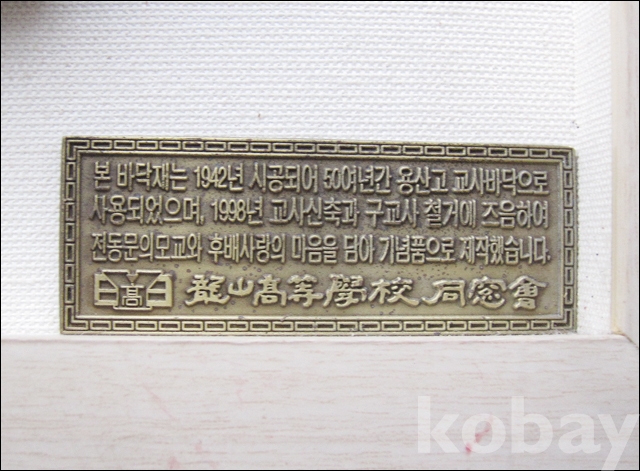 본 바닥재는 1942년 시공되어 500여년간 용산고 교사바닥으로
사용되었으며, 1998년 교사신축과 구교사 철거에 즈음하여
전동문의모교와 후배사랑의 마음을 담아 기념품으로 제작했습니다.
高 龍山高等學校 同窓會
kobay